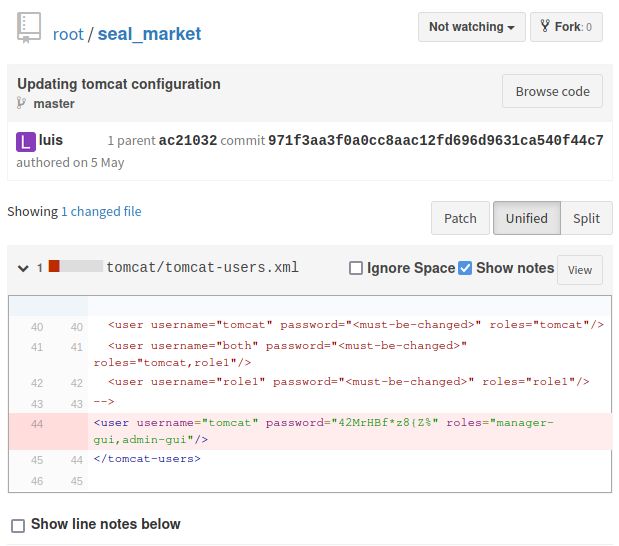 root / seal_market
Not watching
Fork: 0
Updating tomcat configuration
master
Browse code
L luis 1 parent ac21032 commit 971f3aa3f0a0cc8aac12fd696d9631ca540f44c7
authored on 5 May
Showing 1 changed file
Patch Unified Split
1 tomcat/tomcat-users.xml Ignore Space Show notes View
40 40 <user username="tomcat" password="<must-be-changed>" roles="tomcat"/>
41 41 <user username="both" password="<must-be-changed>"
roles="tomcat,role1"/>
42 42 <user username="role1" password="<must-be-changed>" roles="role1"/>
43 43 -->
44 <user username="tomcat" password="42MrHBf*z8{Z%" roles="manager-
gui,admin-gui"/>
45 44 </tomcat-users>
46 45
Show line notes below